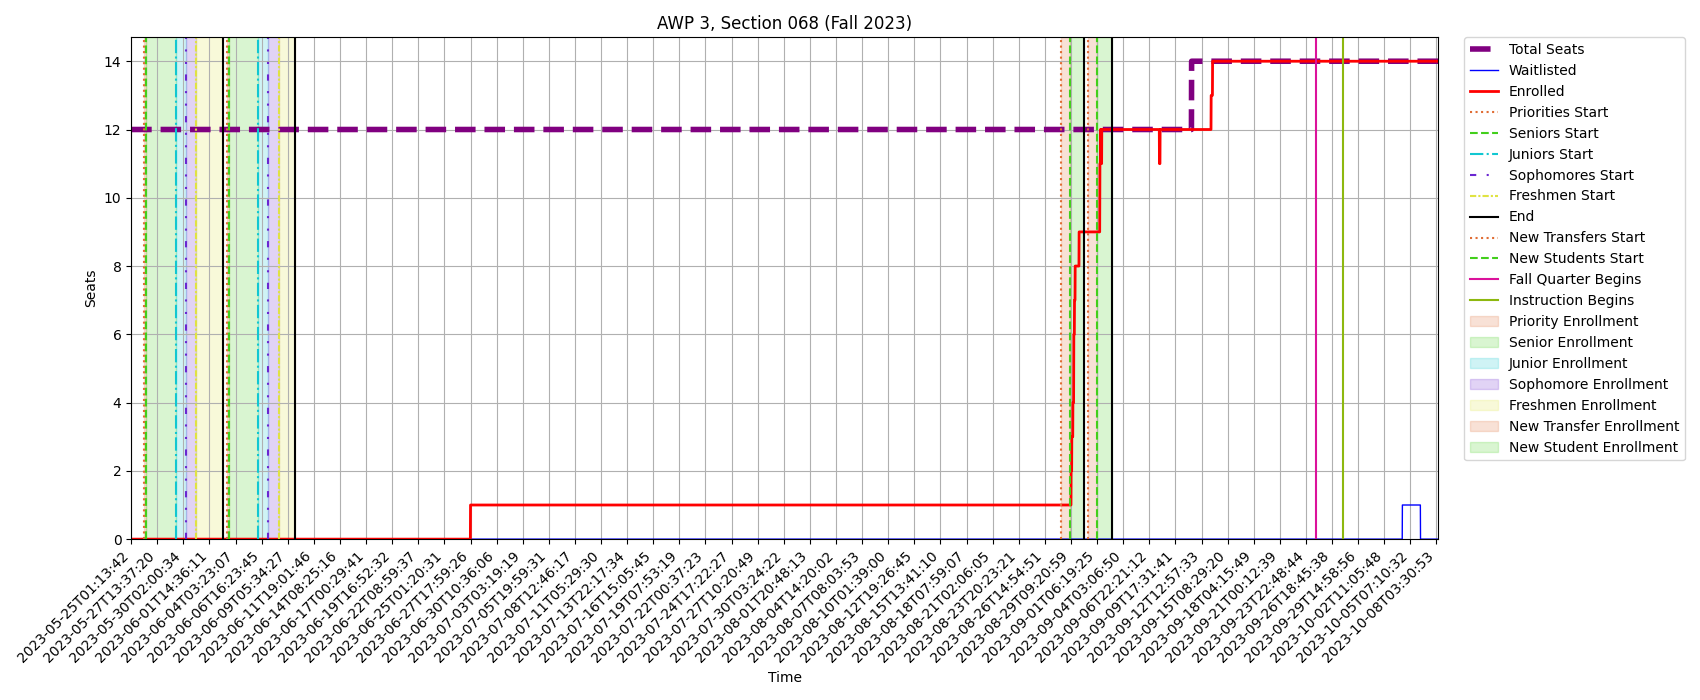 AWP 3, Section 068 (Fall 2023)
Seats
14
12
10
8
6
4
2
0
2023-05-25T01:13:42
2023-05-27T13:37:20
2023-05-30T02:00:34
2023-06-01T14:36:11
2023-06-04T03:23:07
2023-06-06T16:23:45
2023-06-09T05:34:27
2023-06-11T19:01:46
2023-06-14T08:25:16
2023-06-17T00:29:41
2023-06-19T16:52:32
2023-06-22T08:59:37
2023-06-25T01:20:31
2023-06-27T17:59:26
2023-06-30T10:36:06
2023-07-03T03:19:19
2023-07-05T19:59:31
2023-07-08T12:46:17
2023-07-11T05:29:30
2023-07-13T22:17:34
2023-07-16T15:05:45
2023-07-19T07:53:19
2023-07-22T00:37:23
2023-07-24T17:22:27
2023-07-27T10:20:49
2023-07-30T03:24:22
2023-08-01T20:48:13
2023-08-04T14:20:02
2023-08-07T08:03:53
2023-08-10T01:39:00
2023-08-12T19:26:45
2023-08-15T13:41:10
2023-08-18T07:59:07
2023-08-21T02:06:05
2023-08-23T20:23:21
2023-08-26T14:54:51
2023-08-29T09:20:59
2023-09-01T06:19:25
2023-09-04T03:06:50
2023-09-06T22:21:12
2023-09-09T17:31:41
2023-09-12T12:57:33
2023-09-15T08:29:20
2023-09-18T04:15:49
2023-09-21T00:12:39
2023-09-23T22:48:44
2023-09-26T18:45:38
2023-09-29T14:58:56
2023-10-02T11:05:48
2023-10-05T07:10:32
2023-10-08T03:30:53
Time
Total Seats
Waitlisted
Enrolled
Priorities Start
Seniors Start
Juniors Start
Sophomores Start
Freshmen Start
End
New Transfers Start
New Students Start
Fall Quarter Begins
Instruction Begins
Priority Enrollment
Senior Enrollment
Junior Enrollment
Sophomore Enrollment
Freshmen Enrollment
New Transfer Enrollment
New Student Enrollment